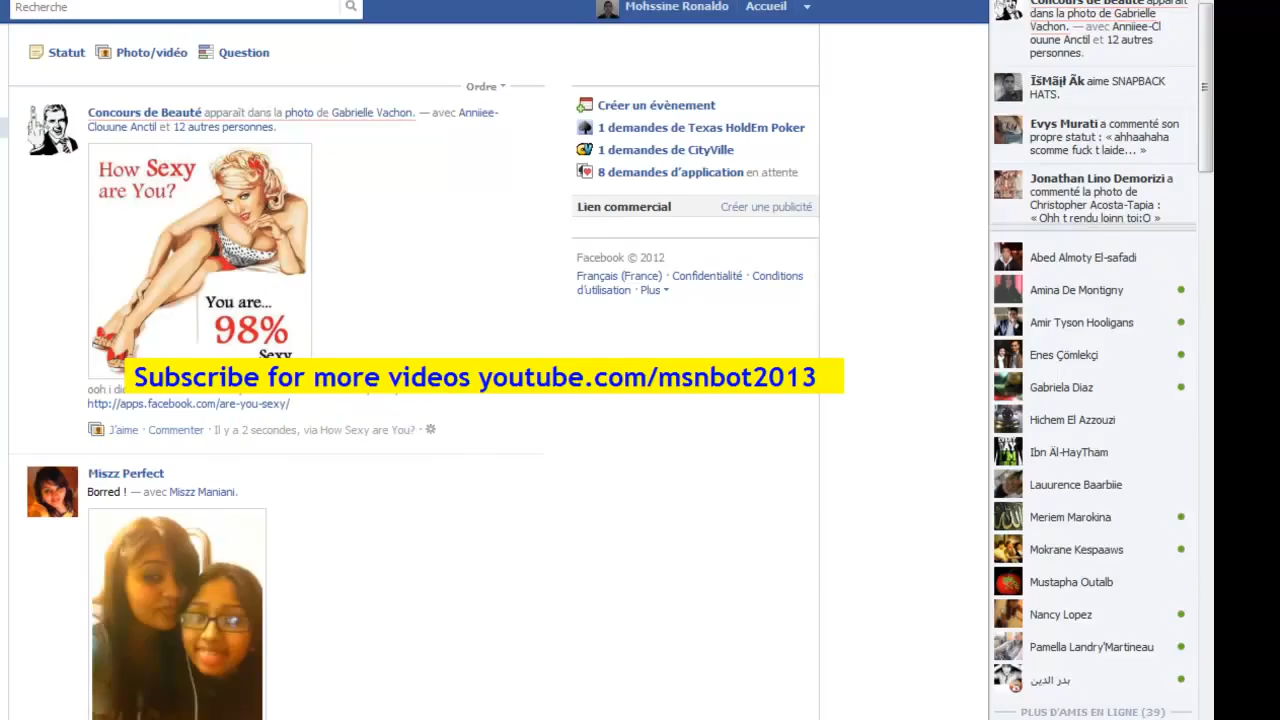 Recherche
Mohssine Ronaldo Accueil
Statut Photo/vidéo Question
Ordre
Concours de Beauté apparaît dans la photo de Gabrielle Vachon. — avec Anniiee-
Clouune Anctil et 12 autres personnes.
How Sexy
are You?
You are...
98%
Sexy
Subscribe for more videos youtube.com/msnbot2013
ooh i di
http://apps.facebook.com/are-you-sexy/
J'aime · Commenter · Il y a 2 secondes, via How Sexy are You? ·
Miszz Perfect
Borred ! — avec Miszz Maniani.
Créer un évènement
1 demandes de Texas HoldEm Poker
1 demandes de CityVille
8 demandes d'application en attente
Lien commercial Créer une publicité
Facebook © 2012
Français (France) · Confidentialité · Conditions
d'utilisation · Plus
Concours de Beauté apparaît
dans la photo de Gabrielle
Vachon. — avec Anniiee-Cl
ouune Anctil et 12 autres
personnes.
ĬšMäįł Ãk aime SNAPBACK
HATS.
Evys Murati a commenté son
propre statut : « ahhaahaha
scomme fuck t laide... »
Jonathan Lino Demorizi a
commenté la photo de
Christopher Acosta-Tapia :
« Ohh t rendu loinn toi:O »
Abed Almoty El-safadi
Amina De Montigny
Amir Tyson Hooligans
Enes Çömlekçi
Gabriela Diaz
Hichem El Azzouzi
Ibn Äl-HayTham
Lauurence Baarbiie
Meriem Marokina
Mokrane Kespaaws
Mustapha Outalb
Nancy Lopez
Pamella Landry'Martineau
بدر الدين
PLUS D'AMIS EN LIGNE (39)